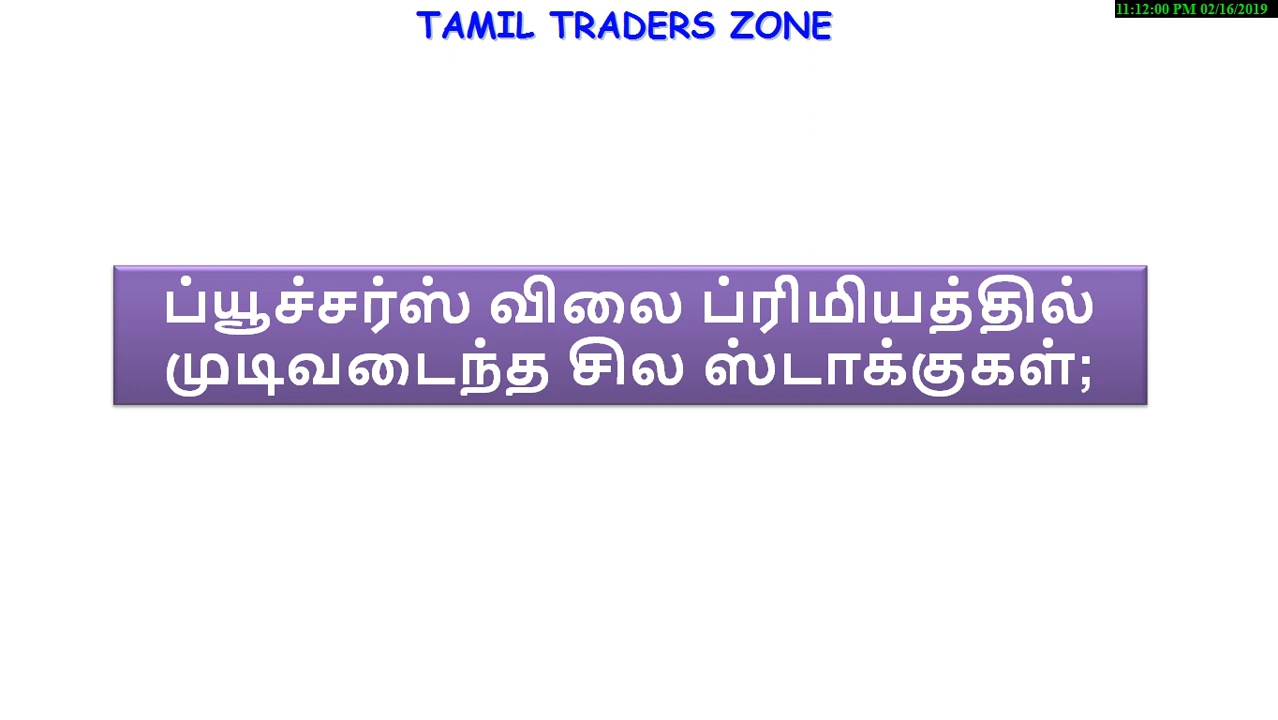 TAMIL TRADERS ZONE
11:12:00 PM 02/16/2019
ப்யூச்சர்ஸ் விலை ப்ரிமியத்தில்
முடிவடைந்த சில ஸ்டாக்குகள்;